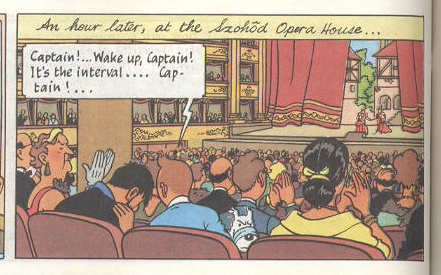 An hour later, at the Szohôd Opera House...
Captain!...Wake up, Captain!
It's the interval.... Cap-
tain!...